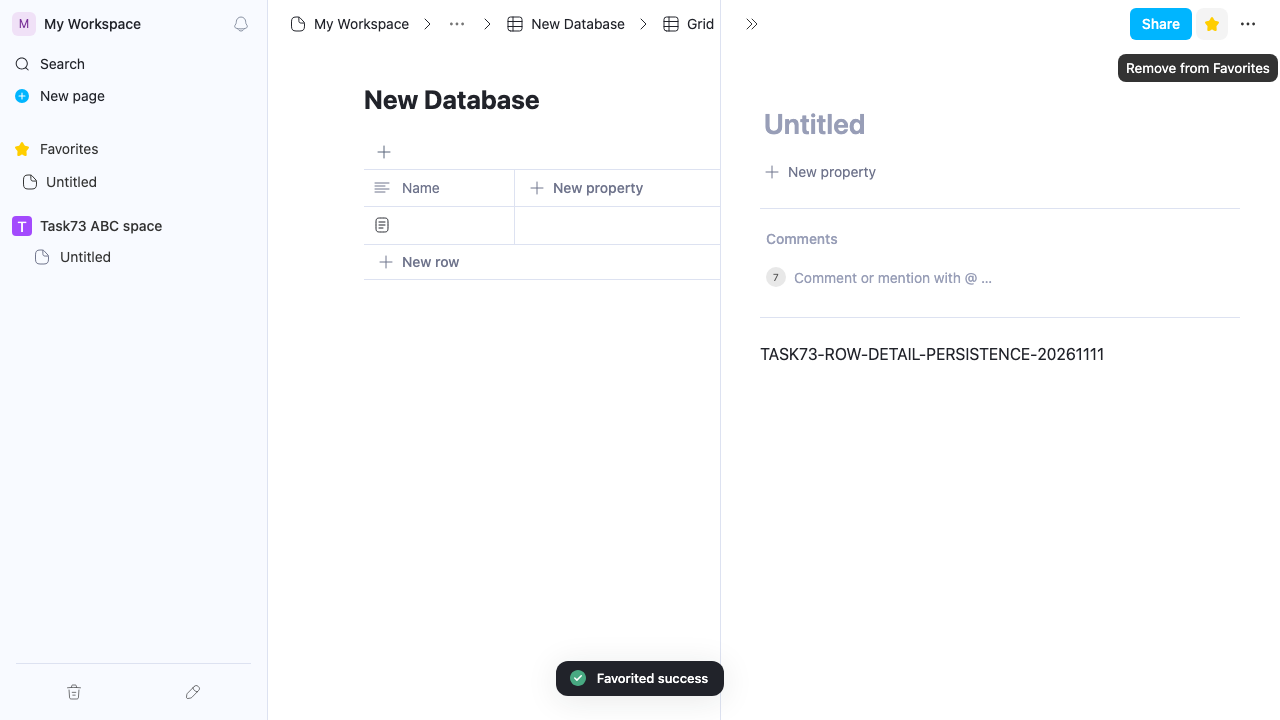 M My Workspace
Search
New page
Favorites
Untitled
T Task73 ABC space
Untitled
My Workspace
New Database
Grid
New Database
Name
New property
New row
Share
Remove from Favorites
Untitled
New property
Comments
7 Comment or mention with @ ...
TASK73-ROW-DETAIL-PERSISTENCE-20261111
Favorited success